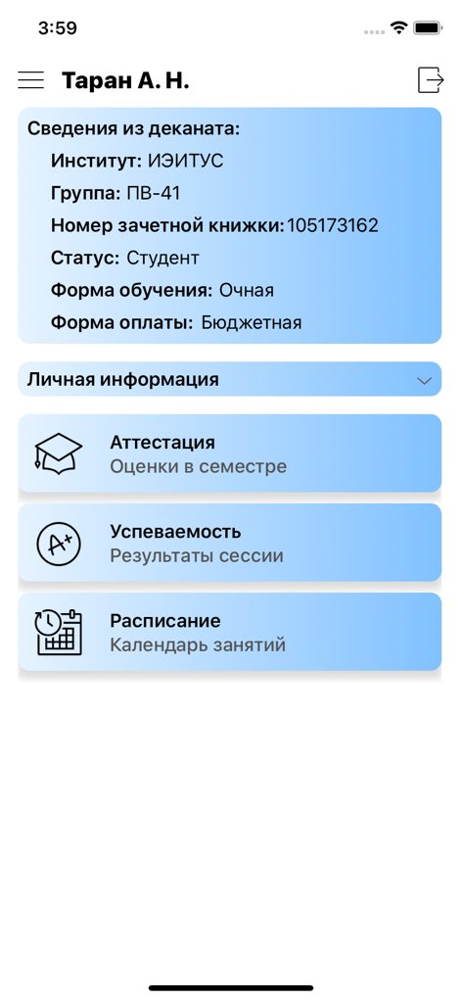 3:59
Таран А. Н.
Сведения из деканата:
Институт: ИЭИТУС
Группа: ПВ-41
Номер зачетной книжки: 105173162
Статус: Студент
Форма обучения: Очная
Форма оплаты: Бюджетная
Личная информация
Аттестация
Оценки в семестре
A+
Успеваемость
Результаты сессии
Расписание
Календарь занятий